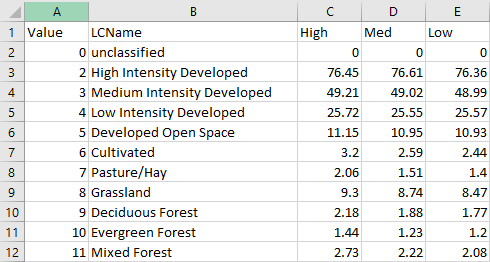 A B C D E
1 Value LCName High Med Low
2 0 unclassified 0 0 0
3 2 High Intensity Developed 76.45 76.61 76.36
4 3 Medium Intensity Developed 49.21 49.02 48.99
5 4 Low Intensity Developed 25.72 25.55 25.57
6 5 Developed Open Space 11.15 10.95 10.93
7 6 Cultivated 3.2 2.59 2.44
8 7 Pasture/Hay 2.06 1.51 1.4
9 8 Grassland 9.3 8.74 8.47
10 9 Deciduous Forest 2.18 1.88 1.77
11 10 Evergreen Forest 1.44 1.23 1.2
12 11 Mixed Forest 2.73 2.22 2.08